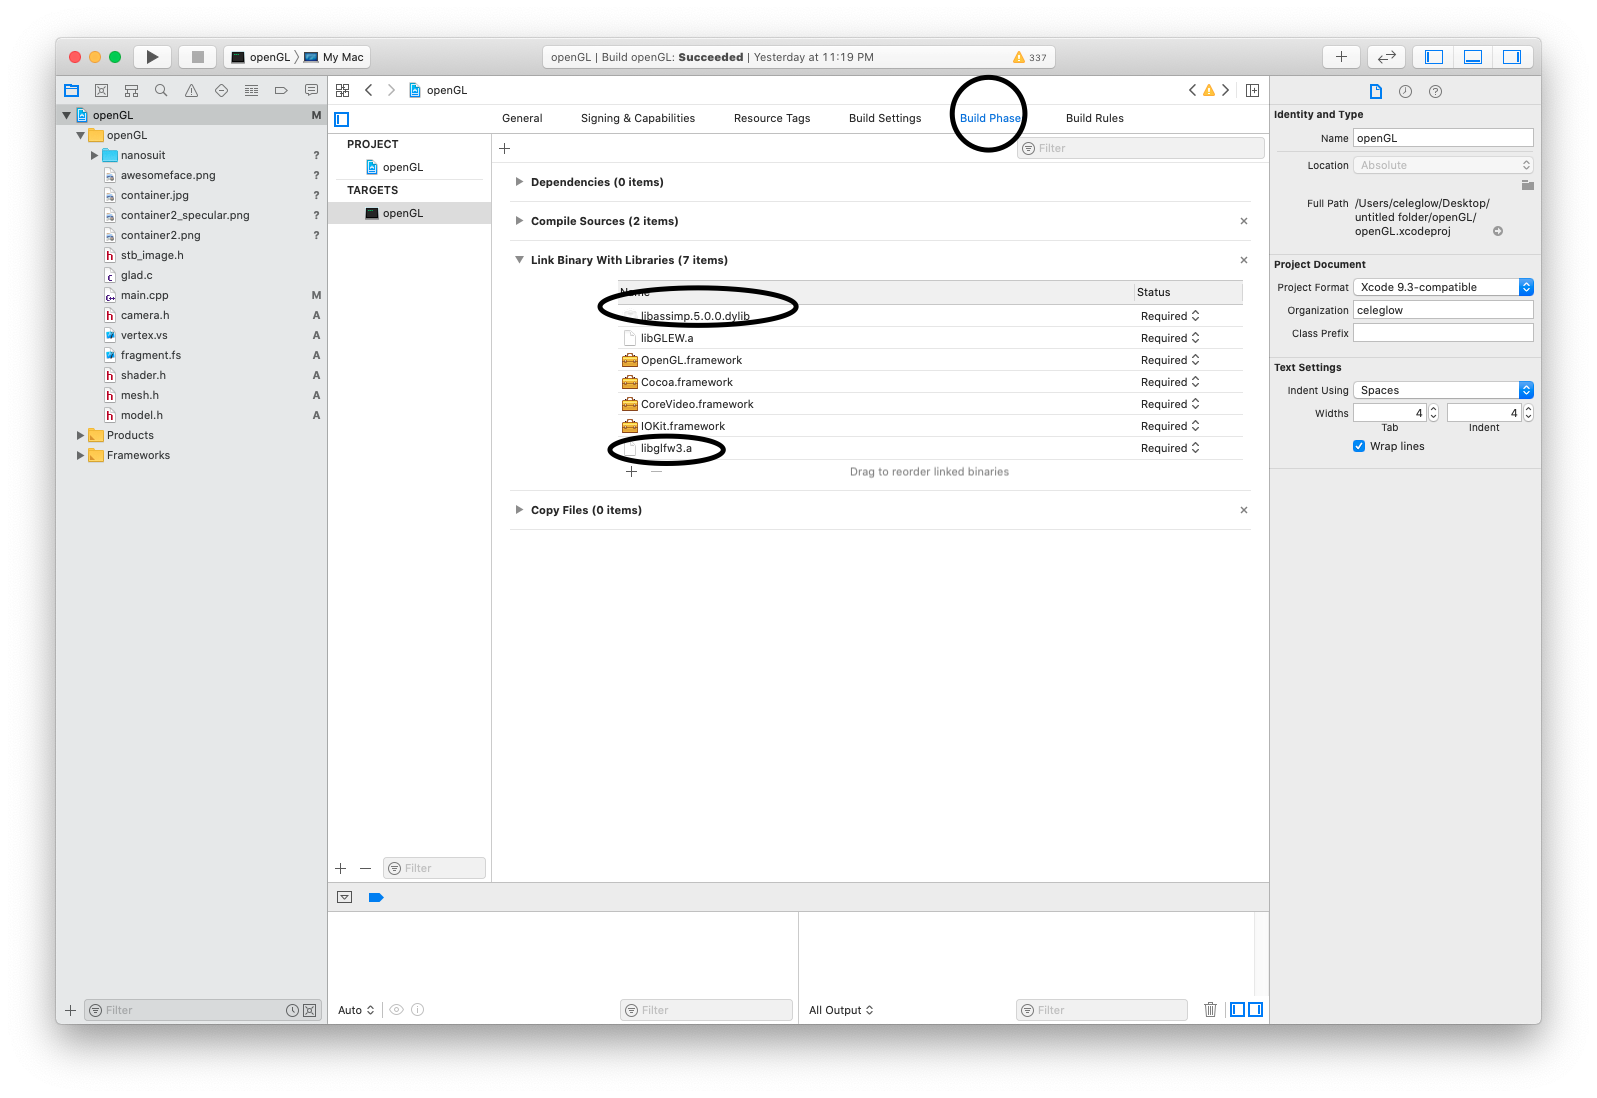 openGL 〉 My Mac
openGL | Build openGL: Succeeded | Yesterday at 11:19 PM
337
openGL
General
Signing & Capabilities
Resource Tags
Build Settings
Build Phase
Build Rules
openGL M
openGL
nanosuit ?
awesomeface.png ?
container.jpg ?
container2_specular.png ?
container2.png ?
stb_image.h
glad.c
main.cpp M
camera.h A
vertex.vs A
fragment.fs A
shader.h A
mesh.h A
model.h A
Products
Frameworks
Filter
PROJECT
openGL
TARGETS
openGL
Filter
Filter
Dependencies (0 items)
Compile Sources (2 items)
Link Binary With Libraries (7 items)
Name Status
libassimp.5.0.0.dylib Required
libGLEW.a Required
OpenGL.framework Required
Cocoa.framework Required
CoreVideo.framework Required
IOKit.framework Required
libglfw3.a Required
Drag to reorder linked binaries
Copy Files (0 items)
Auto
Filter
All Output
Filter
Identity and Type
Name openGL
Location Absolute
Full Path /Users/celeglow/Desktop/
untitled folder/openGL/
openGL.xcodeproj
Project Document
Project Format Xcode 9.3-compatible
Organization celeglow
Class Prefix
Text Settings
Indent Using Spaces
Widths 4 4
Tab Indent
Wrap lines